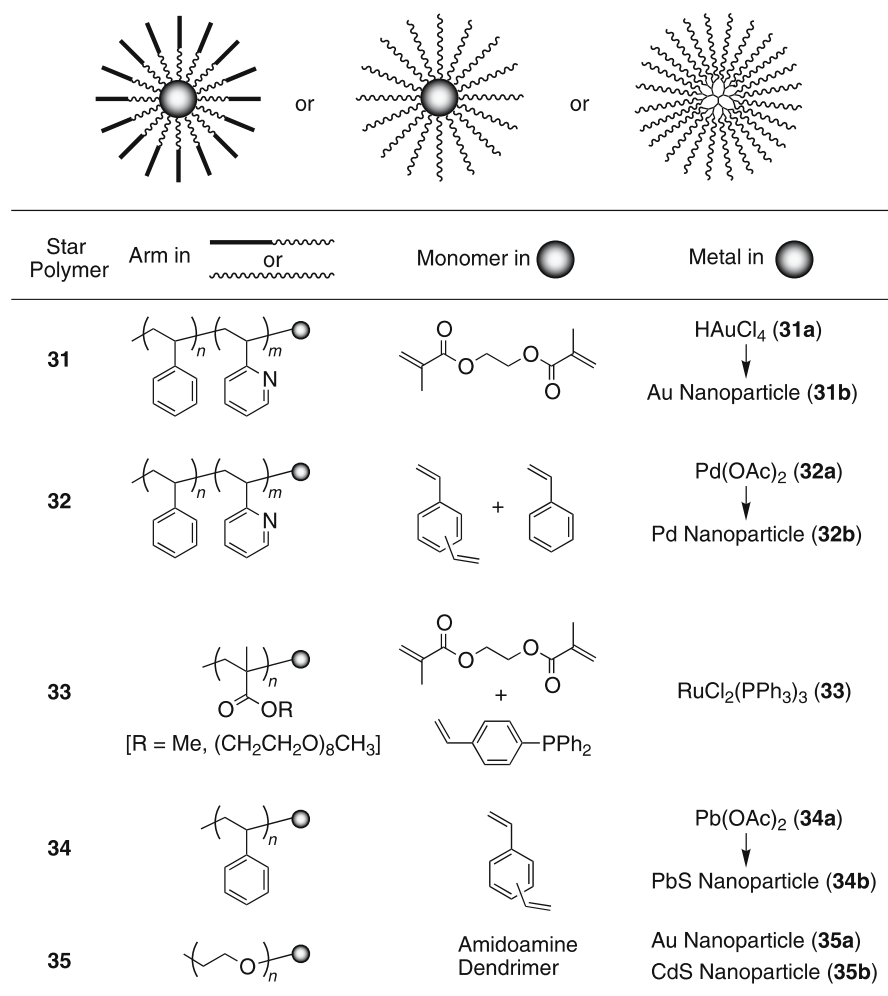 or or
Star Polymer Arm in or Monomer in Metal in
31
n m
N
O O O O
HAuCl4 (31a)
Au Nanoparticle (31b)
32
n m
N
+
Pd(OAc)2 (32a)
Pd Nanoparticle (32b)
33
n
O OR
[R = Me, (CH2CH2O)8CH3]
O O O O
+
PPh2
RuCl2(PPh3)3 (33)
34
n
Pb(OAc)2 (34a)
PbS Nanoparticle (34b)
35
O n
Amidoamine
Dendrimer
Au Nanoparticle (35a)
CdS Nanoparticle (35b)